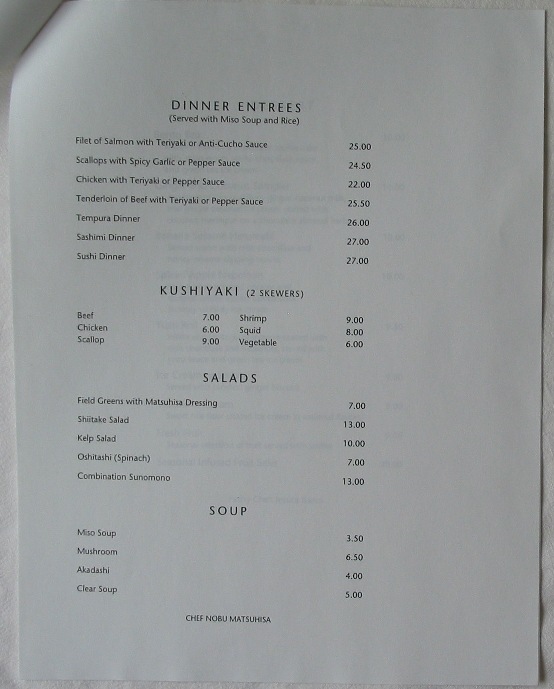 DINNER ENTREES
(Served with Miso Soup and Rice)
Filet of Salmon with Teriyaki or Anti-Cucho Sauce 25.00
Scallops with Spicy Garlic or Pepper Sauce 24.50
Chicken with Teriyaki or Pepper Sauce 22.00
Tenderloin of Beef with Teriyaki or Pepper Sauce 25.50
Tempura Dinner 26.00
Sashimi Dinner 27.00
Sushi Dinner 27.00
KUSHIYAKI (2 SKEWERS)
Beef 7.00 Shrimp 9.00
Chicken 6.00 Squid 8.00
Scallop 9.00 Vegetable 6.00
SALADS
Field Greens with Matsuhisa Dressing 7.00
Shiitake Salad 13.00
Kelp Salad 10.00
Oshitashi (Spinach) 7.00
Combination Sunomono 13.00
SOUP
Miso Soup 3.50
Mushroom 6.50
Akadashi 4.00
Clear Soup 5.00
CHEF NOBU MATSUHISA